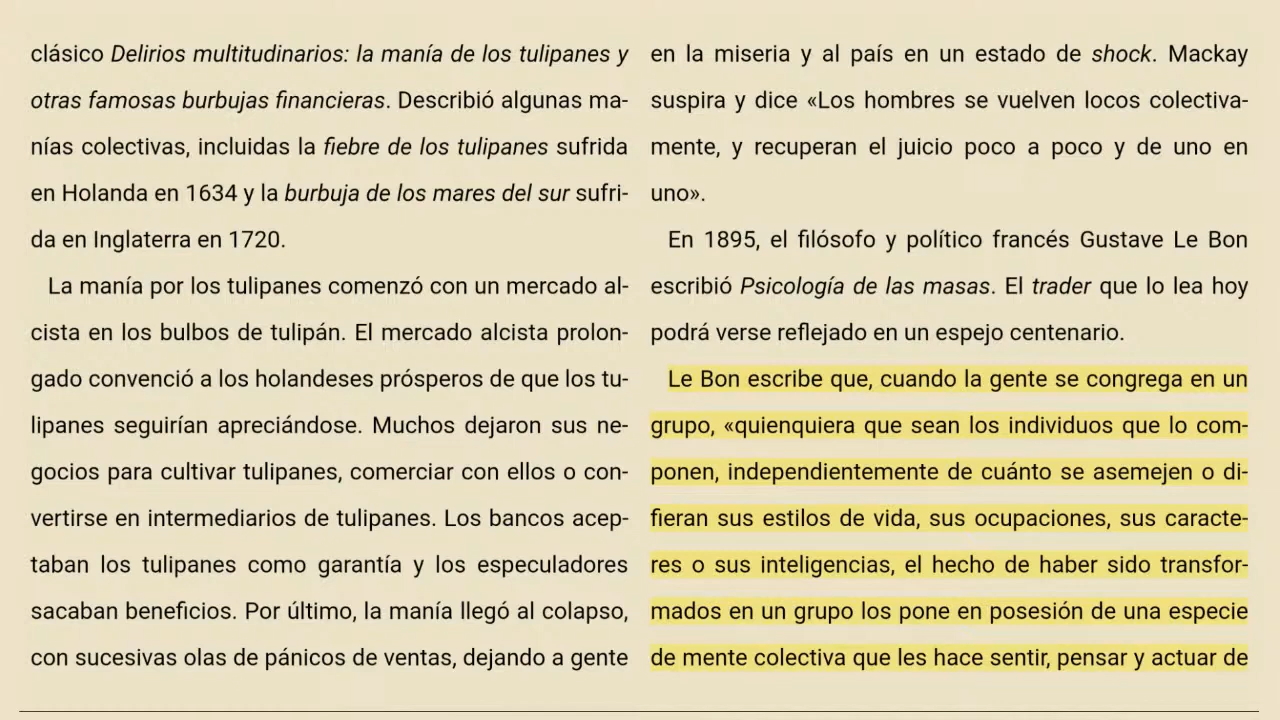 clásico Delirios multitudinarios: la manía de los tulipanes y
otras famosas burbujas financieras. Describió algunas ma-
nías colectivas, incluidas la fiebre de los tulipanes sufrida
en Holanda en 1634 y la burbuja de los mares del sur sufri-
da en Inglaterra en 1720.
La manía por los tulipanes comenzó con un mercado al-
cista en los bulbos de tulipán. El mercado alcista prolon-
gado convenció a los holandeses prósperos de que los tu-
lipanes seguirían apreciándose. Muchos dejaron sus ne-
gocios para cultivar tulipanes, comerciar con ellos o con-
vertirse en intermediarios de tulipanes. Los bancos acep-
taban los tulipanes como garantía y los especuladores
sacaban beneficios. Por último, la manía llegó al colapso,
con sucesivas olas de pánicos de ventas, dejando a gente
en la miseria y al país en un estado de shock. Mackay
suspira y dice «Los hombres se vuelven locos colectiva-
mente, y recuperan el juicio poco a poco y de uno en
uno».
En 1895, el filósofo y político francés Gustave Le Bon
escribió Psicología de las masas. El trader que lo lea hoy
podrá verse reflejado en un espejo centenario.
Le Bon escribe que, cuando la gente se congrega en un
grupo, «quienquiera que sean los individuos que lo com-
ponen, independientemente de cuánto se asemejen o di-
fieran sus estilos de vida, sus ocupaciones, sus caracte-
res o sus inteligencias, el hecho de haber sido transfor-
mados en un grupo los pone en posesión de una especie
de mente colectiva que les hace sentir, pensar y actuar de